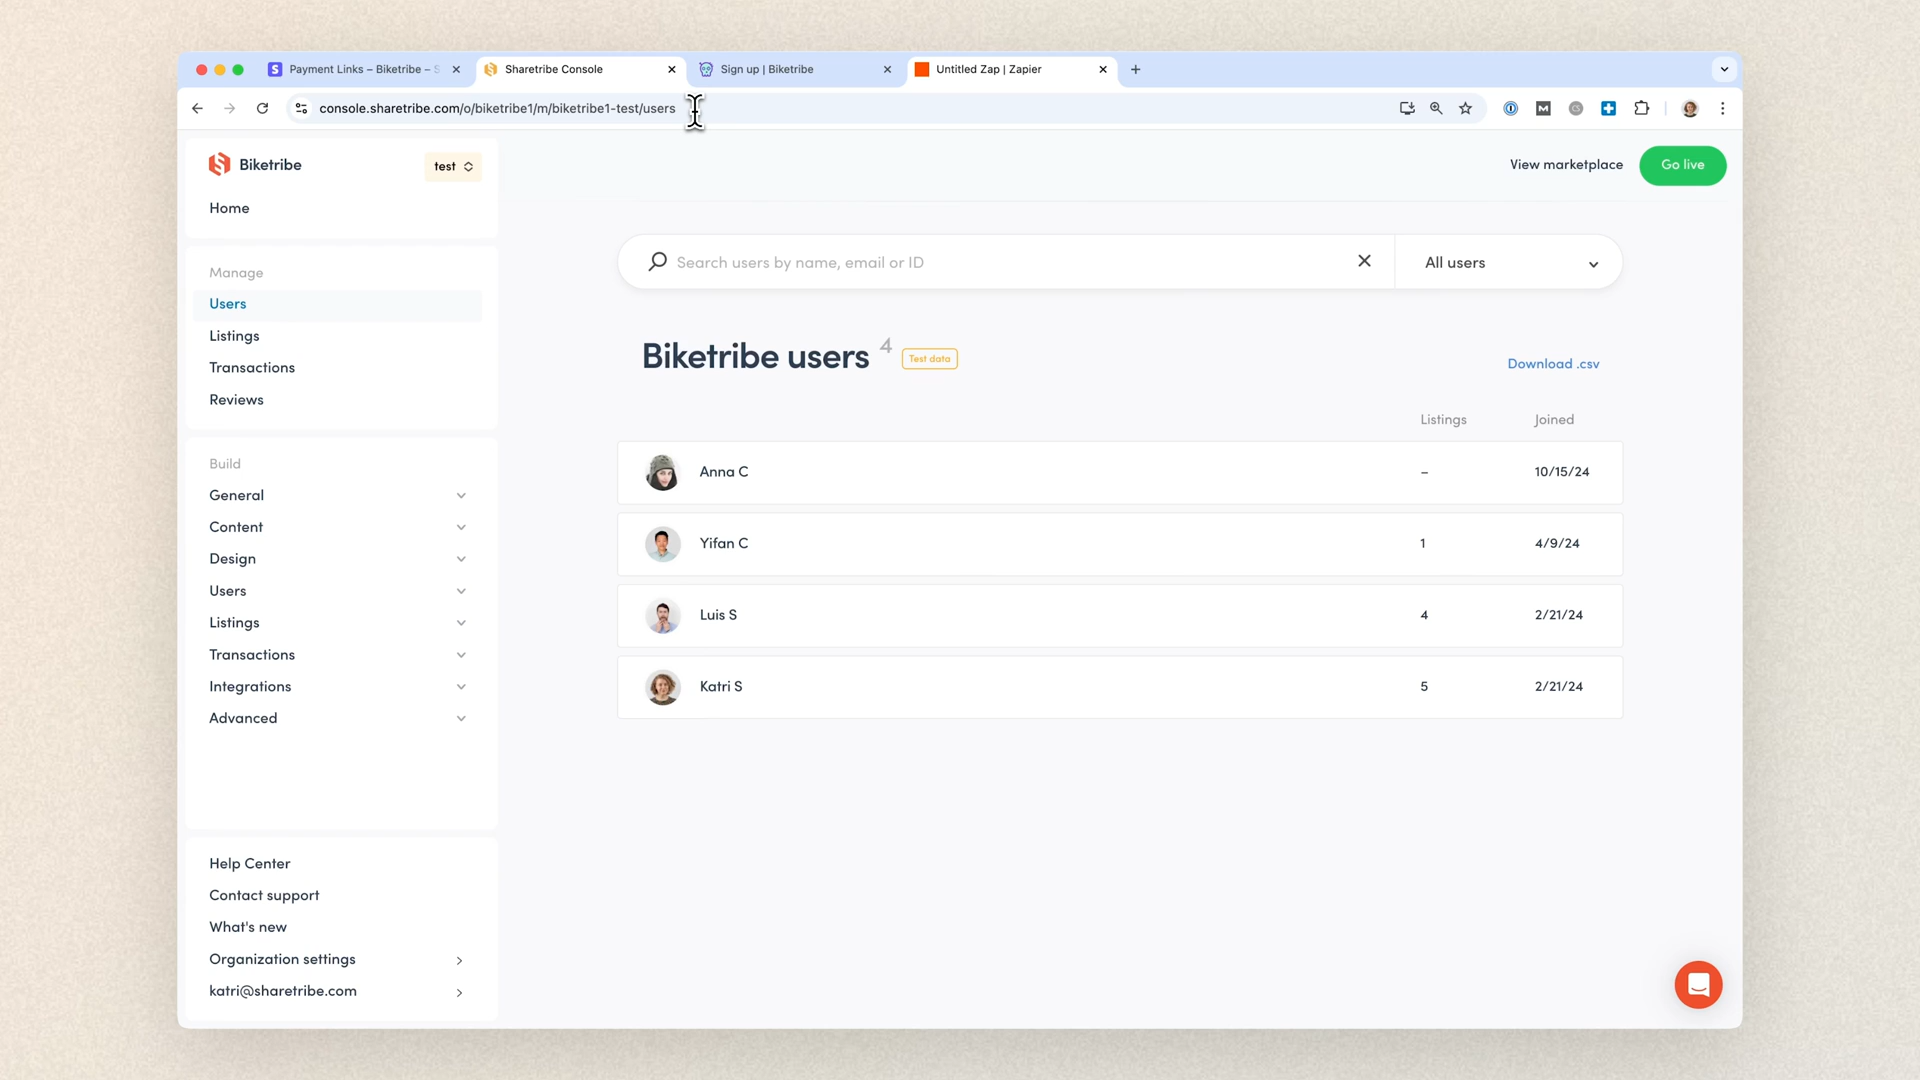 Payment Links – Biketribe – S
Sharetribe Console
Sign up | Biketribe
Untitled Zap | Zapier
console.sharetribe.com/o/biketribe1/m/biketribe1-test/users
Biketribe
test
Home
Manage
Users
Listings
Transactions
Reviews
Build
General
Content
Design
Users
Listings
Transactions
Integrations
Advanced
Help Center
Contact support
What's new
Organization settings
katri@sharetribe.com
View marketplace
Go live
Search users by name, email or ID
All users
Biketribe users 4 Test data
Download .csv
Listings Joined
Anna C – 10/15/24
Yifan C 1 4/9/24
Luis S 4 2/21/24
Katri S 5 2/21/24